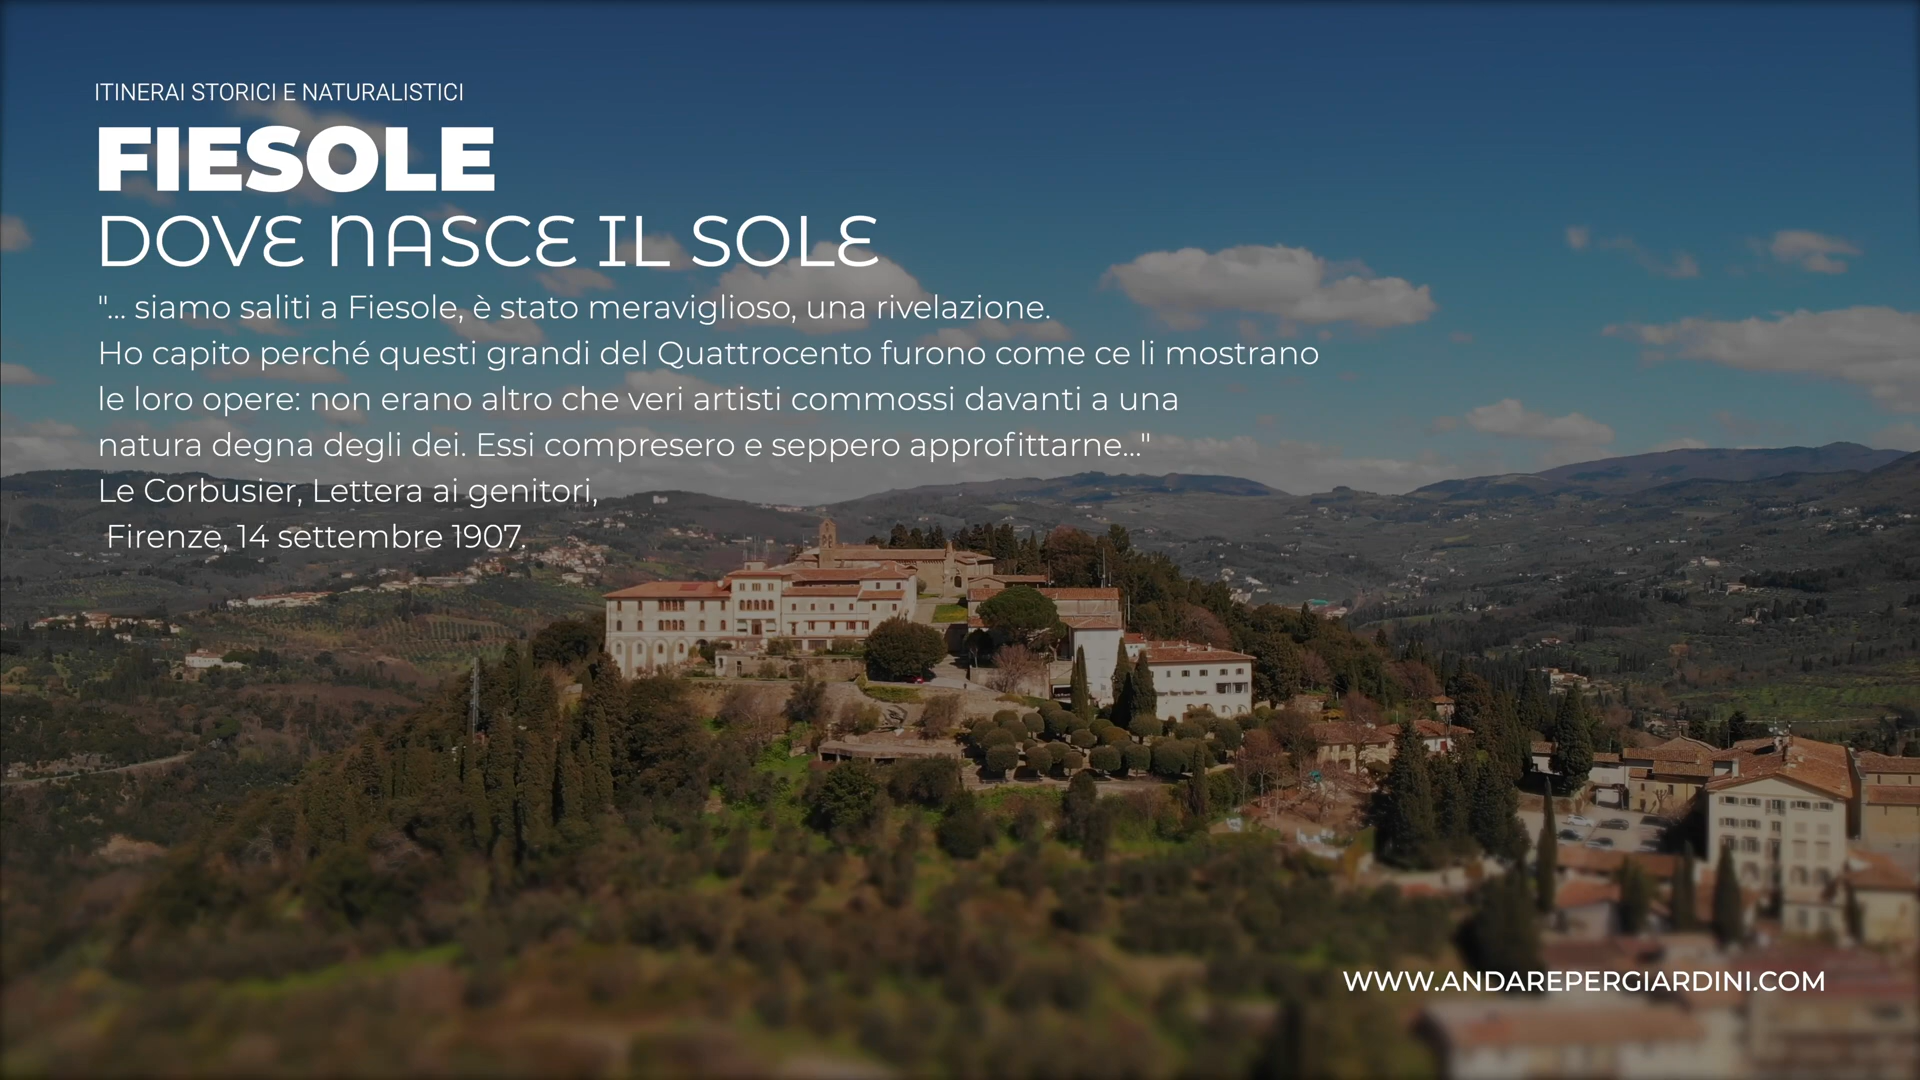 ITINERAI STORICI E NATURALISTICI
FIESOLE
DOVE NASCE IL SOLE
"... siamo saliti a Fiesole, è stato meraviglioso, una rivelazione.
Ho capito perché questi grandi del Quattrocento furono come ce li mostrano
le loro opere: non erano altro che veri artisti commossi davanti a una
natura degna degli dei. Essi compresero e seppero approfittarne..."
Le Corbusier, Lettera ai genitori,
Firenze, 14 settembre 1907.
WWW.ANDAREPERGIARDINI.COM